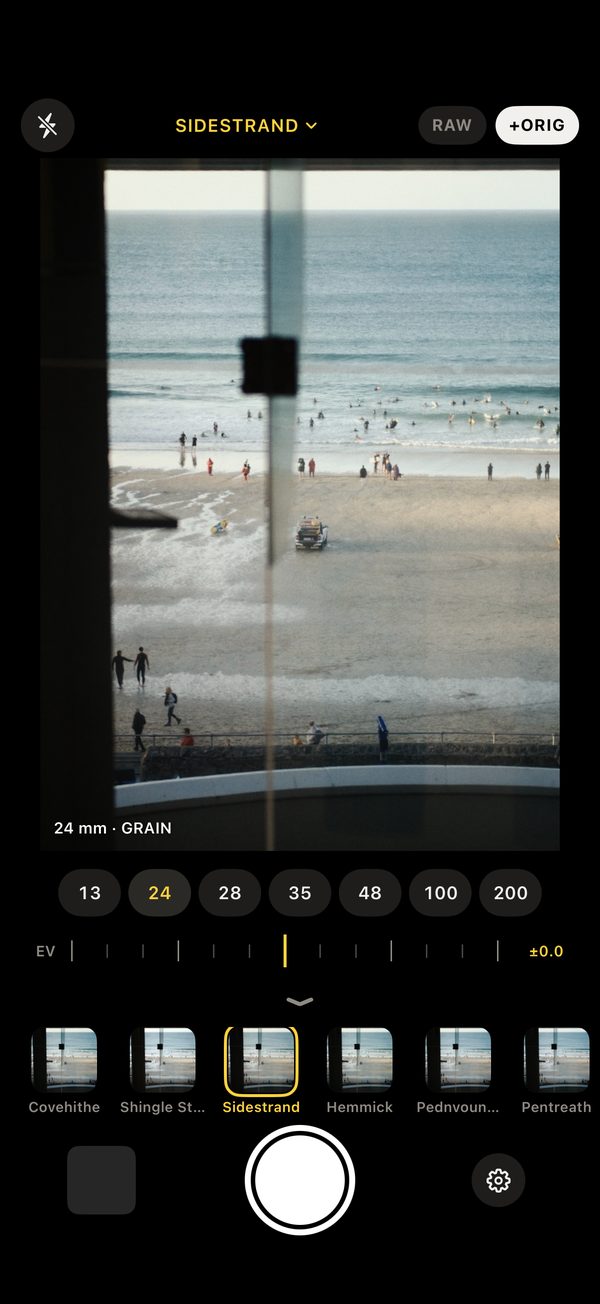 SIDESTRAND
RAW
+ORIG
24 mm · GRAIN
13 24 28 35 48 100 200
EV ±0.0
Covehithe Shingle St... Sidestrand Hemmick Pednvoun... Pentreath